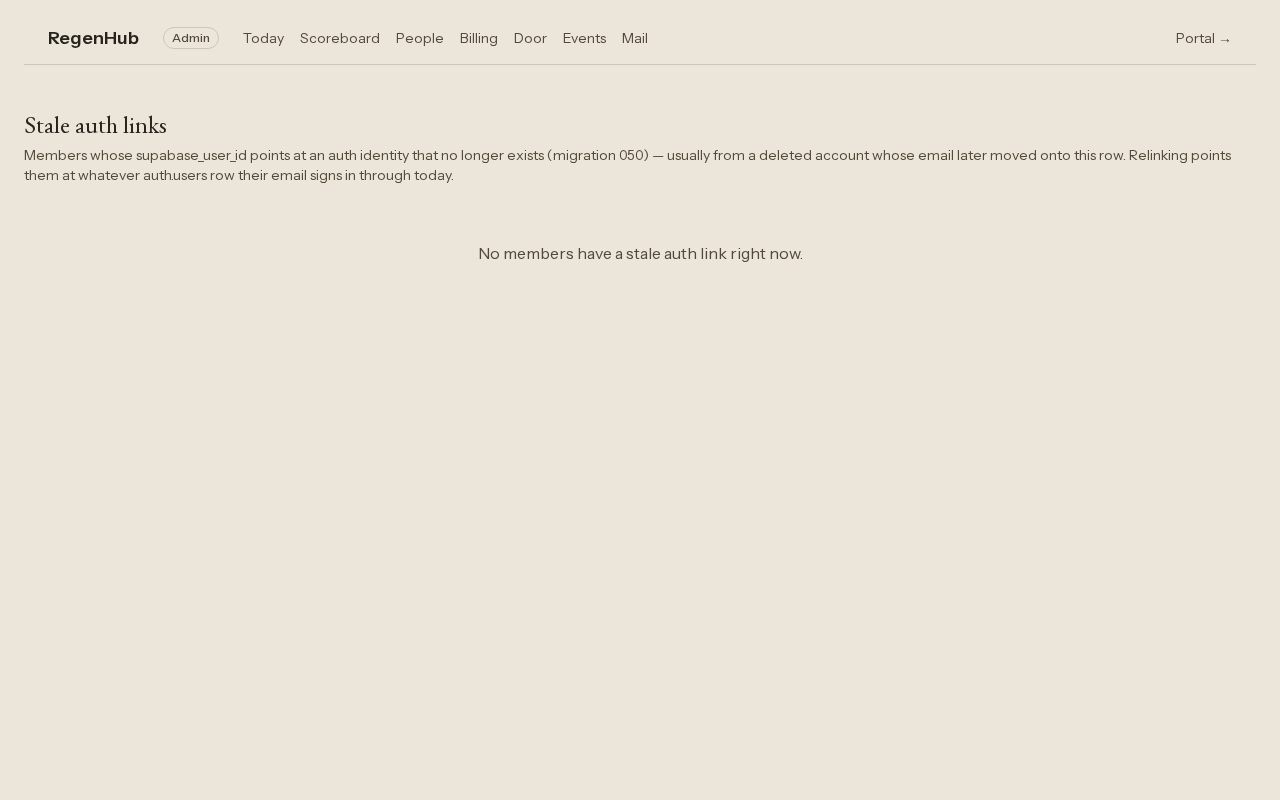 RegenHub Admin Today Scoreboard People Billing Door Events Mail Portal →
Stale auth links
Members whose supabase_user_id points at an auth identity that no longer exists (migration 050) — usually from a deleted account whose email later moved onto this row. Relinking points
them at whatever auth.users row their email signs in through today.
No members have a stale auth link right now.